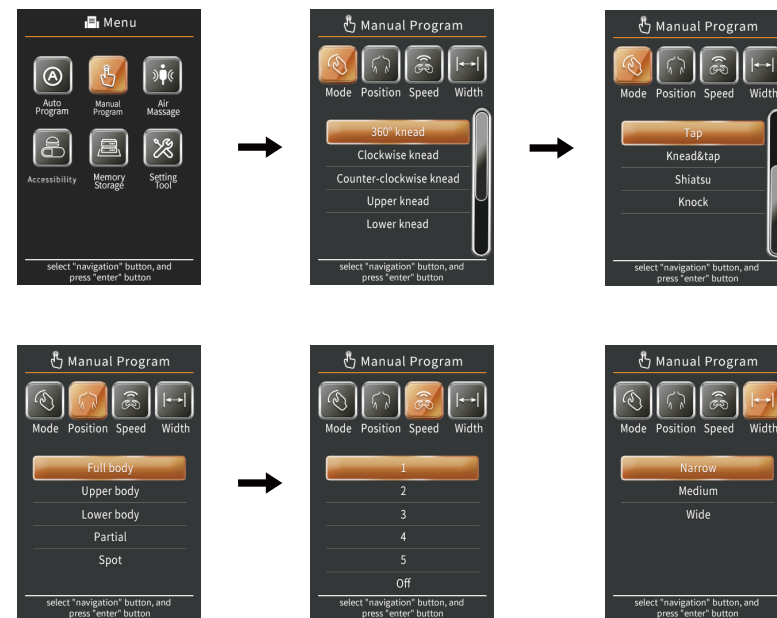 Menu
Auto
Program
Manual
Program
Air
Massage
Accessibility
Memory
Storage
Setting
Tool
select "navigation" button, and
press "enter" button
Manual Program
Mode Position Speed Width
360° knead
Clockwise knead
Counter-clockwise knead
Upper knead
Lower knead
select "navigation" button, and
press "enter" button
Manual Program
Mode Position Speed Width
Tap
Knead&tap
Shiatsu
Knock
select "navigation" button, and
press "enter" button
Manual Program
Mode Position Speed Width
Full body
Upper body
Lower body
Partial
Spot
select "navigation" button, and
press "enter" button
Manual Program
Mode Position Speed Width
1
2
3
4
5
Off
select "navigation" button, and
press "enter" button
Manual Program
Mode Position Speed Width
Narrow
Medium
Wide
select "navigation" button, and
press "enter" button